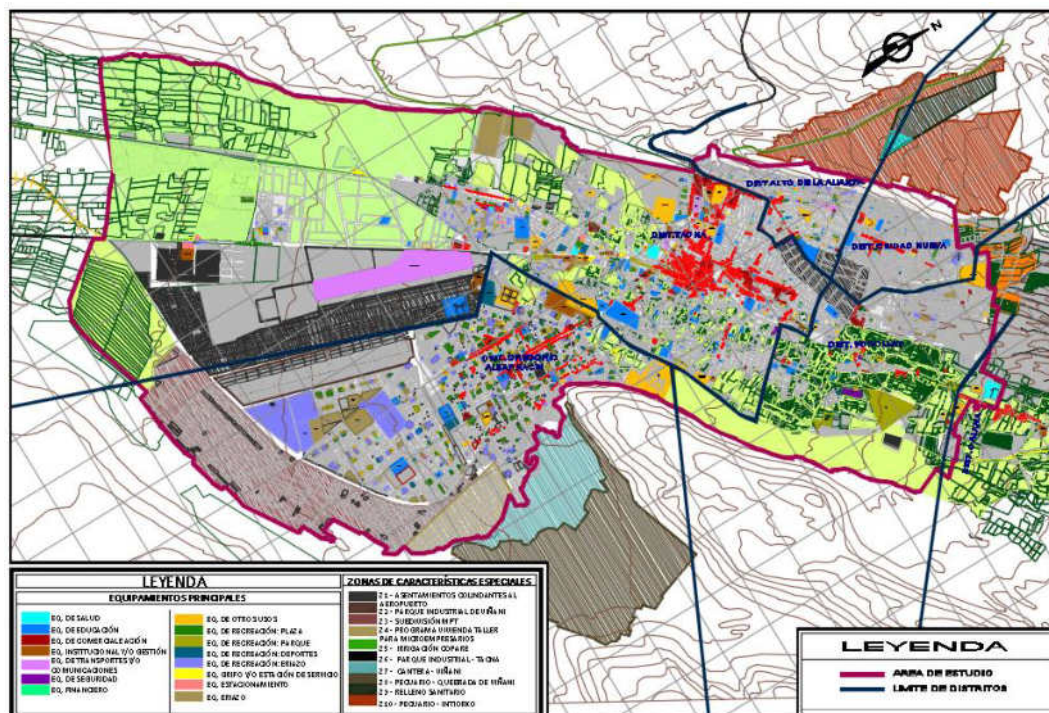 N
DIST. ALTO DE LA ALIANZA
DIST. TACNA
DIST. CIUDAD NUEVA
DIST. POCOLLAY
DIST. GREGORIO
ALBARRACIN
DIST. CALANA
LEYENDA
EQUIPAMIENTOS PRINCIPALES
EQ. DE SALUD
EQ. DE EDUCACIÓN
EQ. DE COMERCIALIZACIÓN
EQ. INSTITUCIONAL Y/O GESTIÓN
EQ. DE TRANSPORTES Y/O
COMUNICACIONES
EQ. DE SEGURIDAD
EQ. FINANCIERO
EQ. DE OTROS USOS
EQ. DE RECREACIÓN: PLAZA
EQ. DE RECREACIÓN: PARQUE
EQ. DE RECREACIÓN: DEPORTES
EQ. DE RECREACIÓN: ERIAZO
EQ. GRIFO Y/O ESTACIÓN DE SERVICIO
EQ. ESTACIONAMIENTO
EQ. ERIAZO
ZONAS DE CARACTERÍSTICAS ESPECIALES
Z1 - ASENTAMIENTOS COLINDANTES AL
AEROPUERTO
Z2 - PARQUE INDUSTRIAL DE VIÑANI
Z3 - SUBDIVISIÓN MPT
Z4 - PROGRAMA VIVIENDA TALLER
PARA MICROEMPRESARIOS
Z5 - IRRIGACIÓN COPARE
Z6 - PARQUE INDUSTRIAL - TACNA
Z7 - CANTERA - VIÑANI
Z8 - PECUARIO - QUEBRADA DE VIÑANI
Z9 - RELLENO SANITARIO
Z10 - PECUARIO - INTIORKO
LEYENDA
AREA DE ESTUDIO
LIMITE DE DISTRITOS